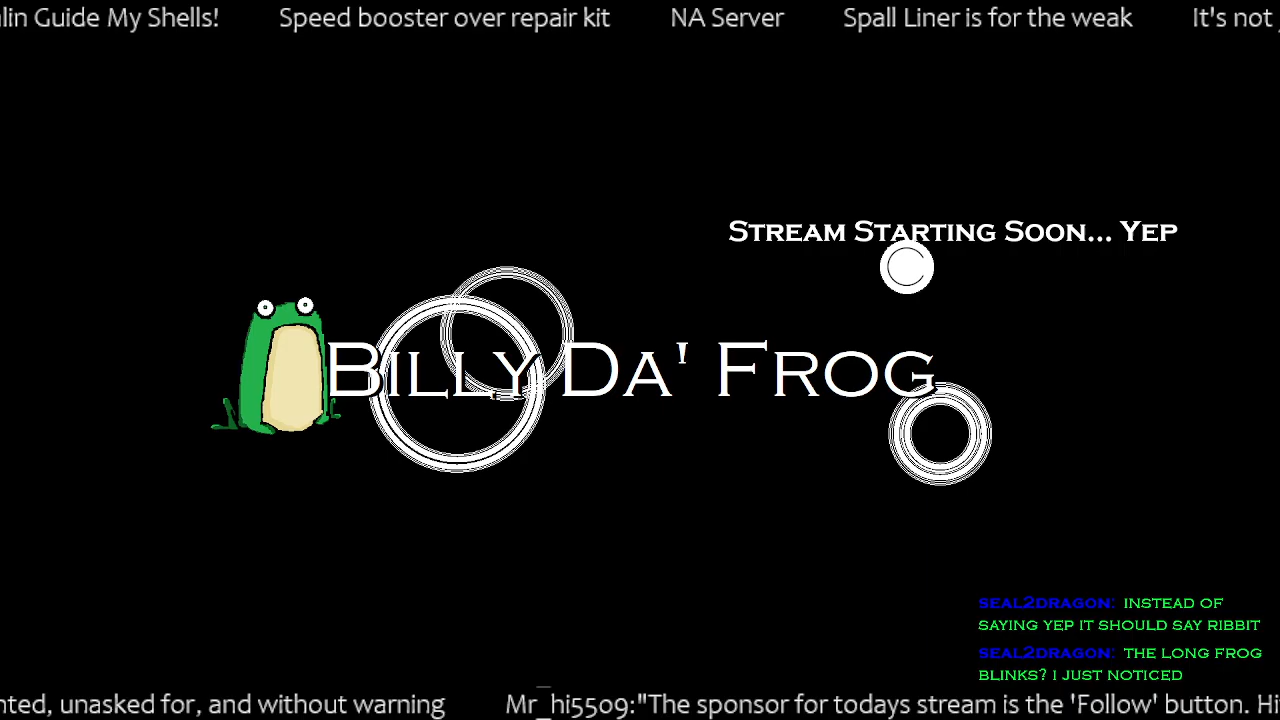 lin Guide My Shells! Speed booster over repair kit NA Server Spall Liner is for the weak It's not
Stream Starting Soon... Yep
Billy Da' Frog
seal2dragon: instead of
saying yep it should say ribbit
seal2dragon: the long frog
blinks? i just noticed
nted, unasked for, and without warning Mr_hi5509:"The sponsor for todays stream is the 'Follow' button. Hi